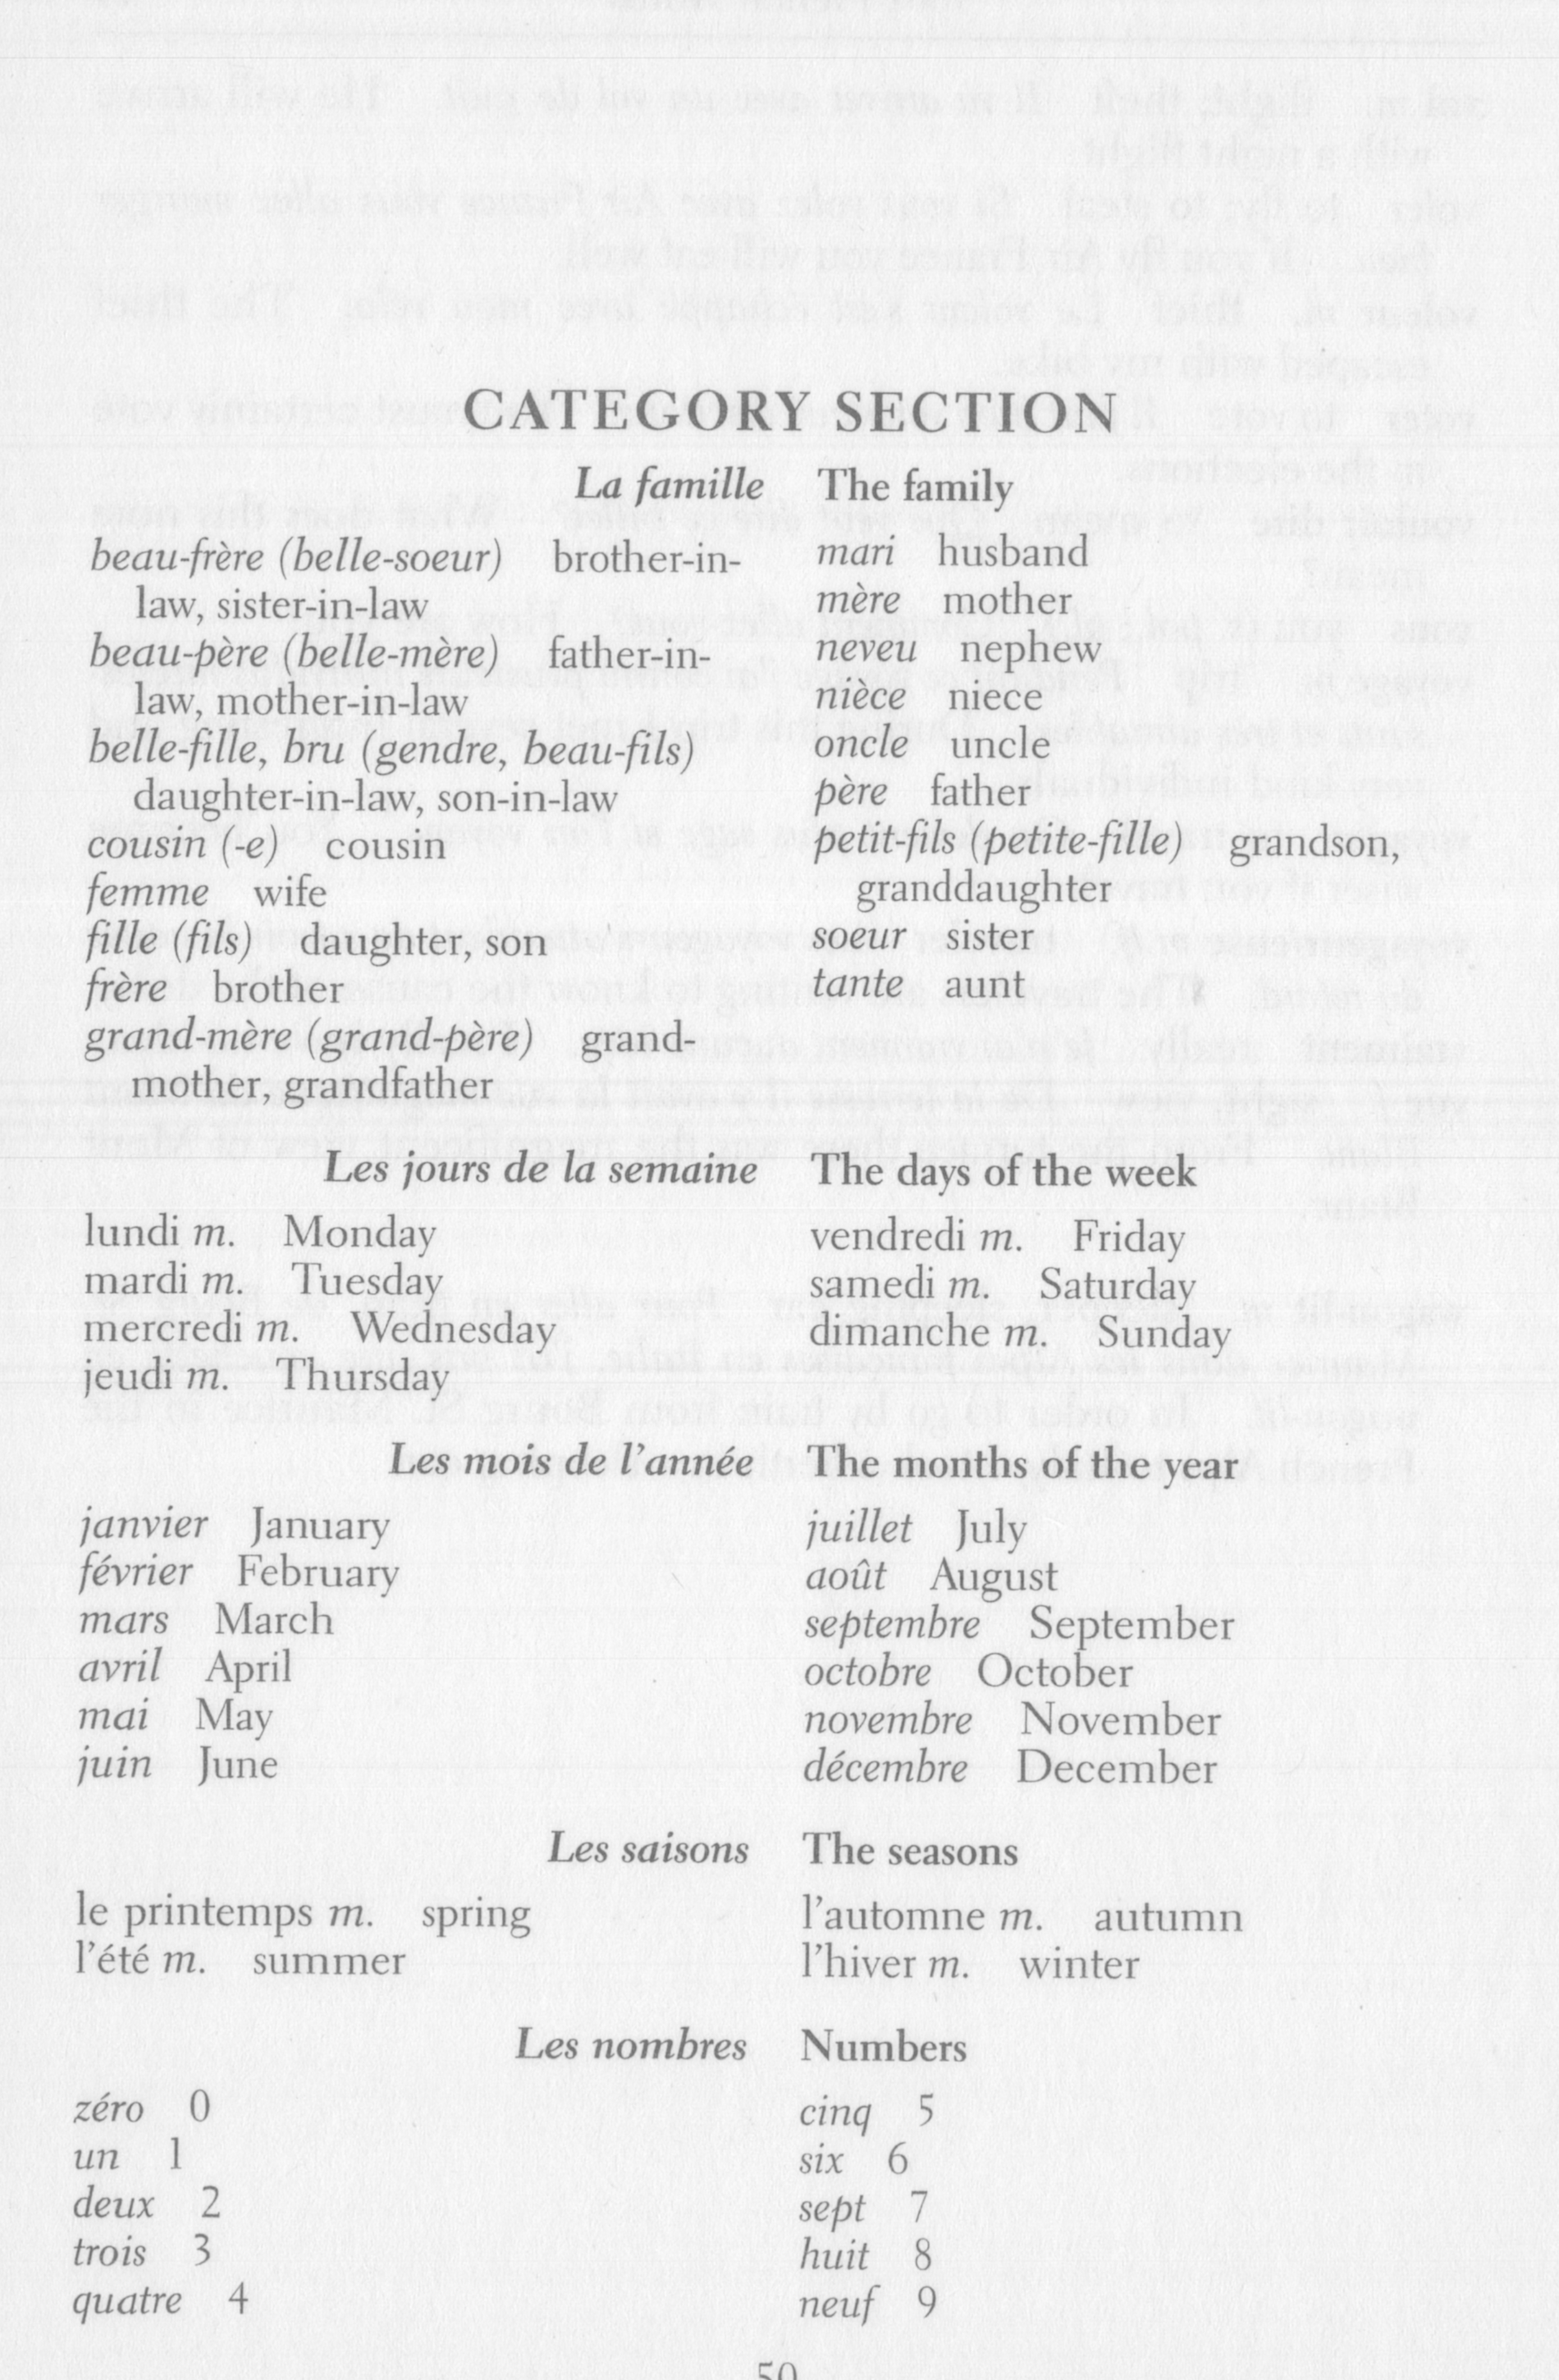 CATEGORY SECTION
La famille The family
beau-frère (belle-soeur) brother-in-
law, sister-in-law
beau-père (belle-mère) father-in-
law, mother-in-law
belle-fille, bru (gendre, beau-fils)
daughter-in-law, son-in-law
cousin (-e) cousin
femme wife
fille (fils) daughter, son
frère brother
grand-mère (grand-père) grand-
mother, grandfather
mari husband
mère mother
neveu nephew
nièce niece
oncle uncle
père father
petit-fils (petite-fille) grandson,
granddaughter
soeur sister
tante aunt
Les jours de la semaine The days of the week
lundi m. Monday
mardi m. Tuesday
mercredi m. Wednesday
jeudi m. Thursday
vendredi m. Friday
samedi m. Saturday
dimanche m. Sunday
Les mois de l'année The months of the year
janvier January
février February
mars March
avril April
mai May
juin June
juillet July
août August
septembre September
octobre October
novembre November
décembre December
Les saisons The seasons
le printemps m. spring
l'été m. summer
l'automne m. autumn
l'hiver m. winter
Les nombres Numbers
zéro 0
un 1
deux 2
trois 3
quatre 4
cinq 5
six 6
sept 7
huit 8
neuf 9
50